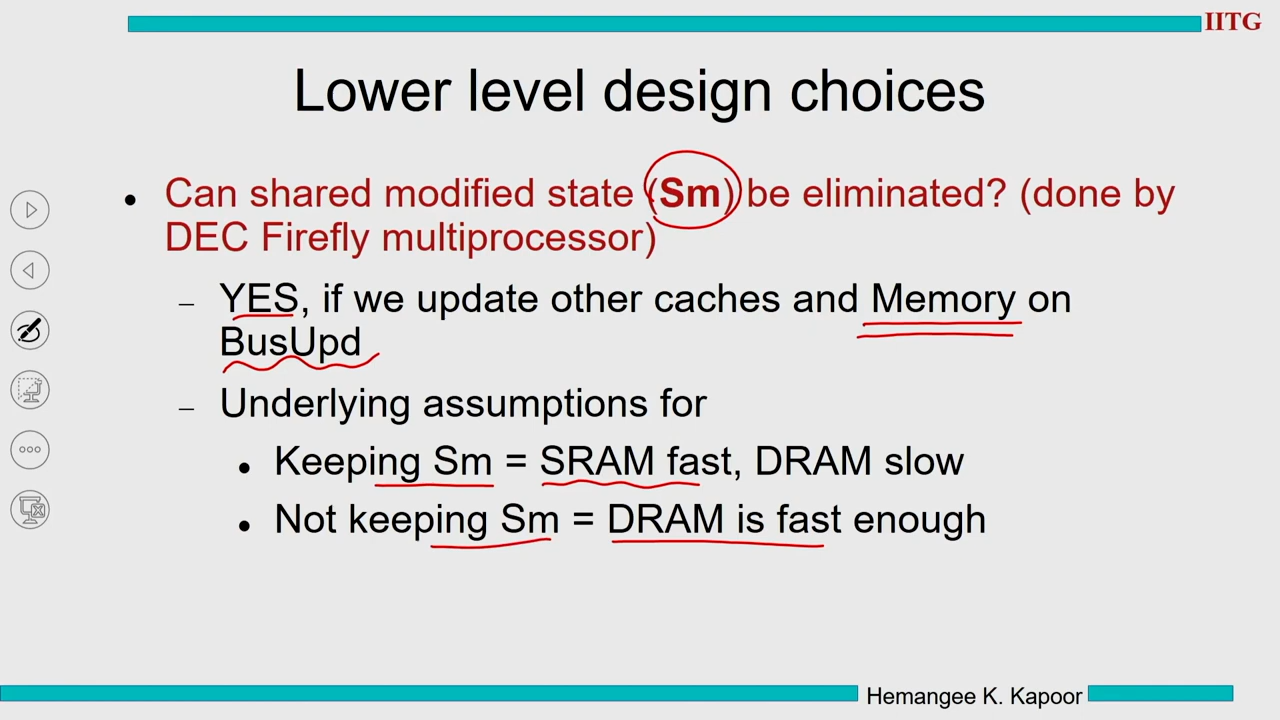 IITG
Lower level design choices
• Can shared modified state (Sm) be eliminated? (done by
DEC Firefly multiprocessor)
– YES, if we update other caches and Memory on
BusUpd
– Underlying assumptions for
• Keeping Sm = SRAM fast, DRAM slow
• Not keeping Sm = DRAM is fast enough
Hemangee K. Kapoor